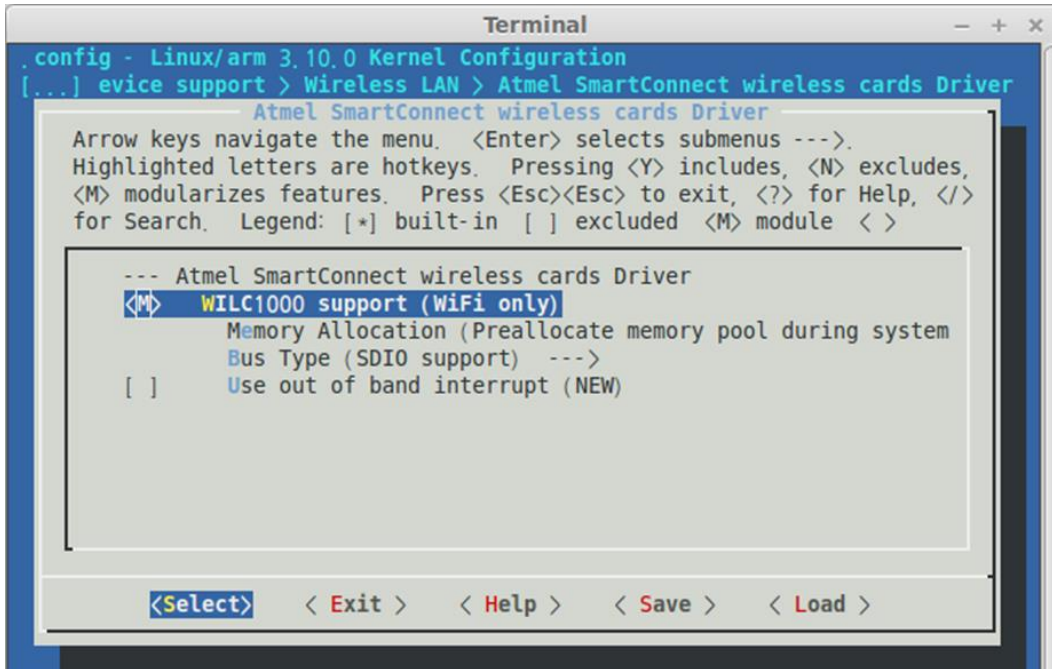 Terminal
.config - Linux/arm 3.10.0 Kernel Configuration
[...] evice support > Wireless LAN > Atmel SmartConnect wireless cards Driver
Atmel SmartConnect wireless cards Driver
Arrow keys navigate the menu. <Enter> selects submenus --->.
Highlighted letters are hotkeys. Pressing <Y> includes, <N> excludes,
<M> modularizes features. Press <Esc><Esc> to exit, <?> for Help, </>
for Search. Legend: [*] built-in [ ] excluded <M> module < >
--- Atmel SmartConnect wireless cards Driver
<M> WILC1000 support (WiFi only)
Memory Allocation (Preallocate memory pool during system
Bus Type (SDIO support) --->
[ ] Use out of band interrupt (NEW)
<Select> < Exit > < Help > < Save > < Load >